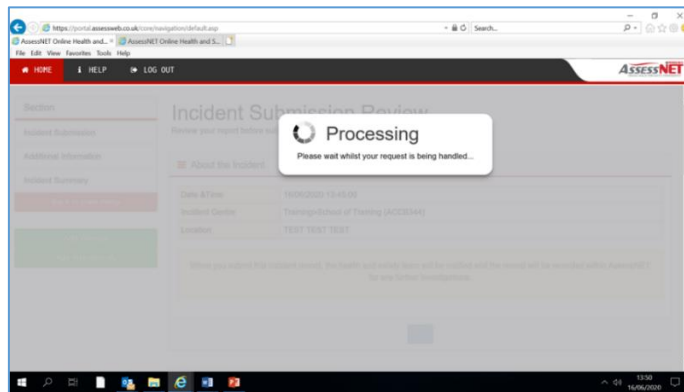 https://portal.assessweb.co.uk/core/navigation/default.asp
Search...
AssessNET Online Health and...
AssessNET Online Health and S...
File Edit View Favorites Tools Help
HOME
HELP
LOG OUT
ASSESSNET
Section
Incident Submission Review
Incident Submission
Review your report before
Additional Information
About the Incident
Incident Summary
Processing
Please wait whilst your request is being handled...
Date &Time:
16/06/2020 13:45:00
Incident Centre:
Training>School of Training
Location:
TEST TEST TEST
13:50
16/06/2020